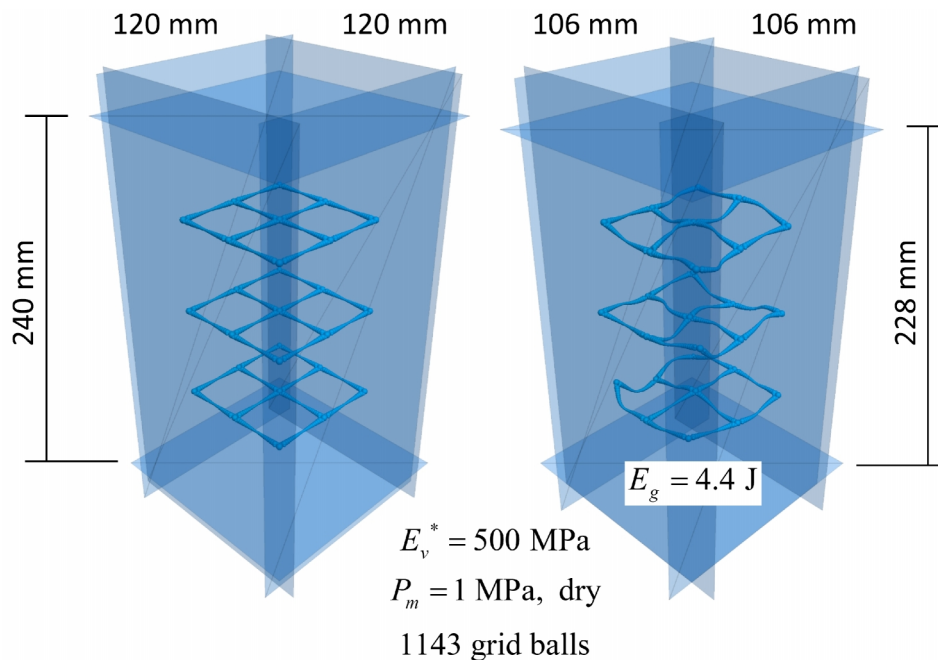 120 mm 120 mm 106 mm 106 mm
240 mm
228 mm
E_g = 4.4 J
E_v^* = 500 MPa
P_m = 1 MPa, dry
1143 grid balls